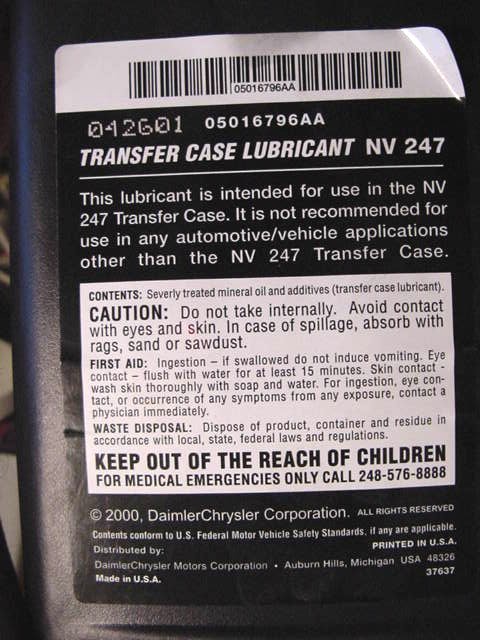 05016796AA
042601 05016796AA
TRANSFER CASE LUBRICANT NV 247
This lubricant is intended for use in the NV
247 Transfer Case. It is not recommended for
use in any automotive/vehicle applications
other than the NV 247 Transfer Case.
CONTENTS: Severly treated mineral oil and additives (transfer case lubricant).
CAUTION: Do not take internally. Avoid contact
with eyes and skin. In case of spillage, absorb with
rags, sand or sawdust.
FIRST AID: Ingestion – if swallowed do not induce vomiting. Eye
contact – flush with water for at least 15 minutes. Skin contact -
wash skin thoroughly with soap and water. For ingestion, eye con-
tact, or occurrence of any symptoms from any exposure, contact a
physician immediately.
WASTE DISPOSAL: Dispose of product, container and residue in
accordance with local, state, federal laws and regulations.
KEEP OUT OF THE REACH OF CHILDREN
FOR MEDICAL EMERGENCIES ONLY CALL 248-576-8888
© 2000, DaimlerChrysler Corporation. ALL RIGHTS RESERVED
Contents conform to U.S. Federal Motor Vehicle Safety Standards, if any are applicable.
Distributed by: PRINTED IN U.S.A.
DaimlerChrysler Motors Corporation • Auburn Hills, Michigan USA 48326
Made in U.S.A. 37637